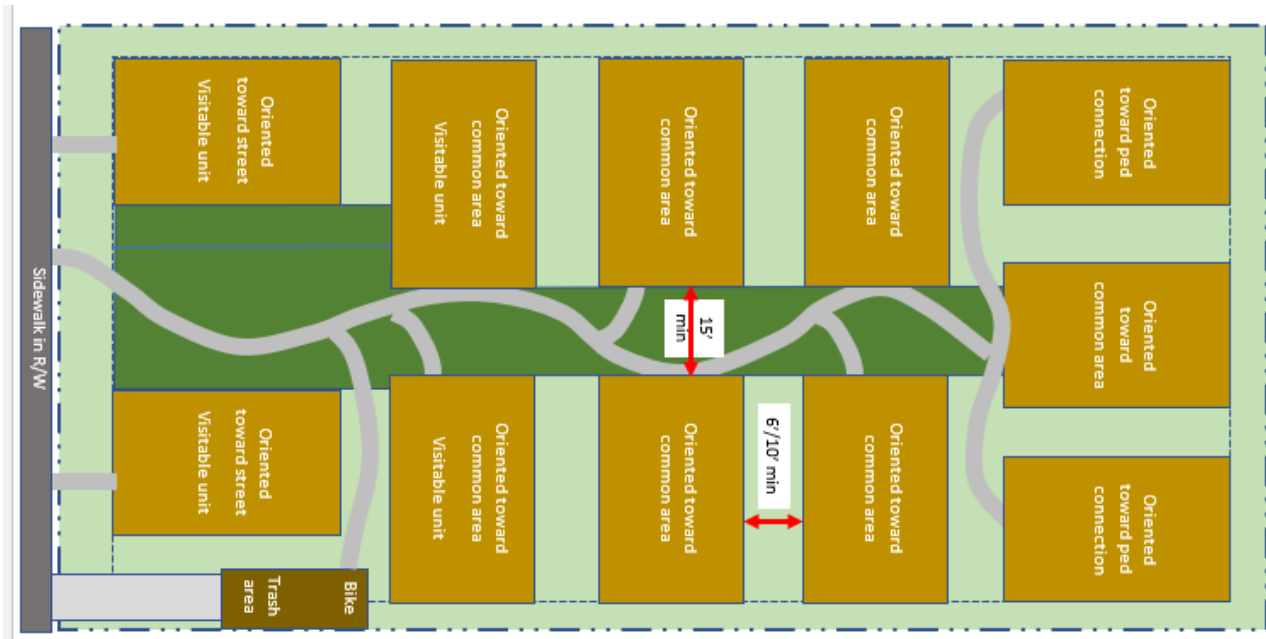 Sidewalk in R/W
Oriented
toward street
Visitable unit
Oriented toward
common area
Visitable unit
Oriented toward
common area
Oriented toward
common area
Oriented
toward ped
connection
15'
min
Oriented
toward
common area
Oriented
toward street
Visitable unit
Oriented toward
common area
Visitable unit
Oriented toward
common area
6'/10' min
Oriented toward
common area
Oriented
toward ped
connection
Bike
Trash
area